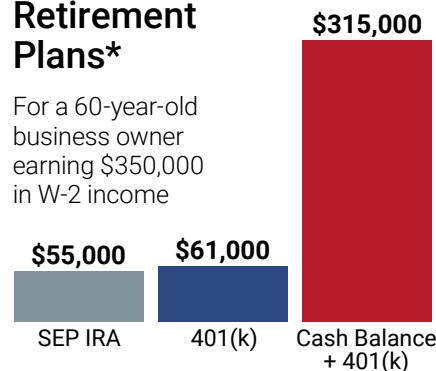 Retirement
Plans*
For a 60-year-old
business owner
earning $350,000
in W-2 income
$55,000
$61,000
$315,000
SEP IRA
401(k)
Cash Balance
+ 401(k)